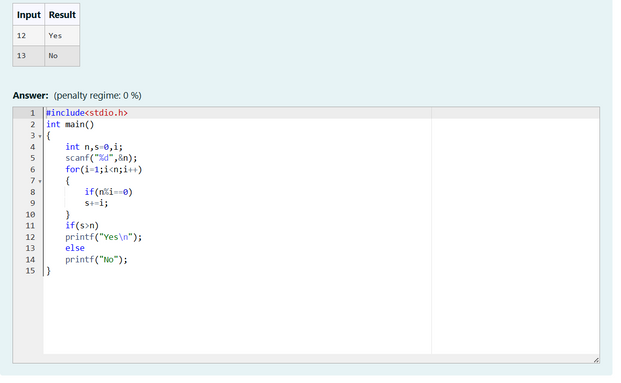 Input Result
12 Yes
13 No
Answer: (penalty regime: 0 %)
1 #include<stdio.h>
2 int main()
3 {
4 int n,s=0,i;
5 scanf("%d",&n);
6 for(i=1;i<n;i++)
7 {
8 if(n%i==0)
9 s+=i;
10 }
11 if(s>n)
12 printf("Yes\n");
13 else
14 printf("No");
15 }